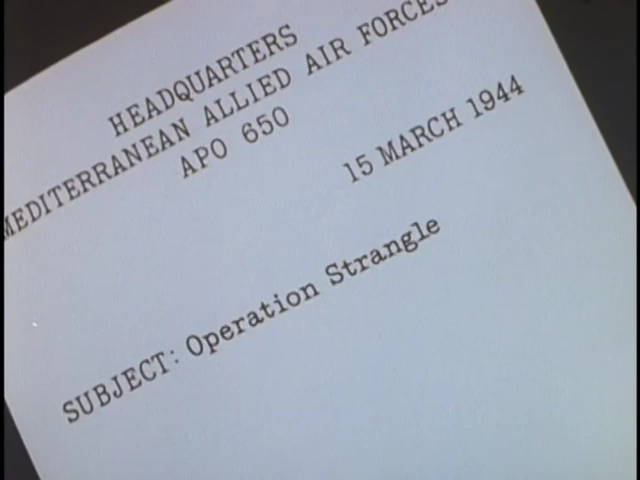 HEADQUARTERS
MEDITERRANEAN ALLIED AIR FORCES
APO 650
15 MARCH 1944
SUBJECT: Operation Strangle